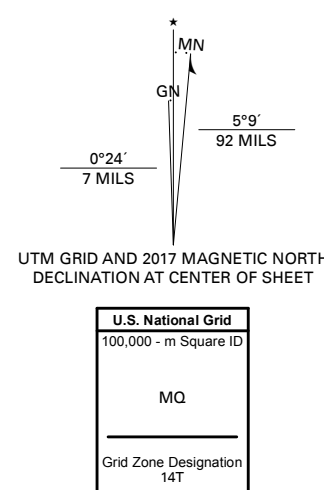 ★
MN
GN
5°9´
92 MILS
0°24´
7 MILS
UTM GRID AND 2017 MAGNETIC NORTH
DECLINATION AT CENTER OF SHEET
U.S. National Grid
100,000 - m Square ID
MQ
Grid Zone Designation
14T